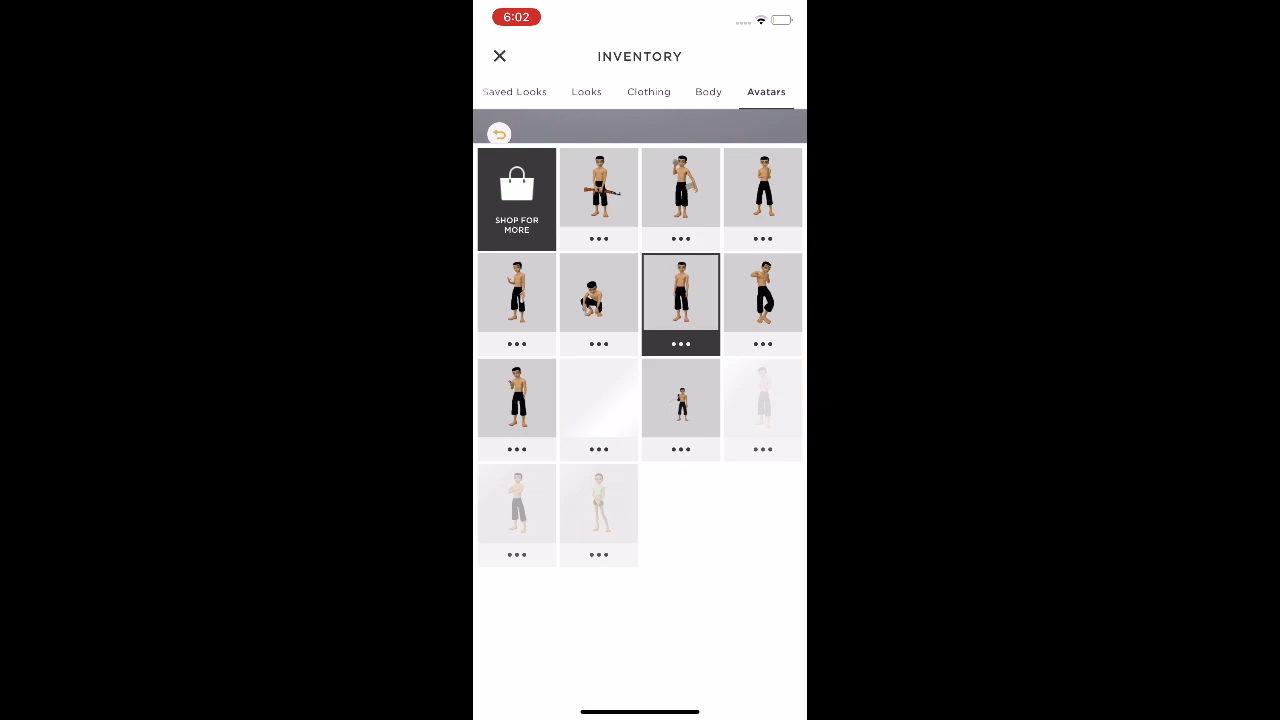 6:02
INVENTORY
Saved Looks Looks Clothing Body Avatars
SHOP FOR
MORE